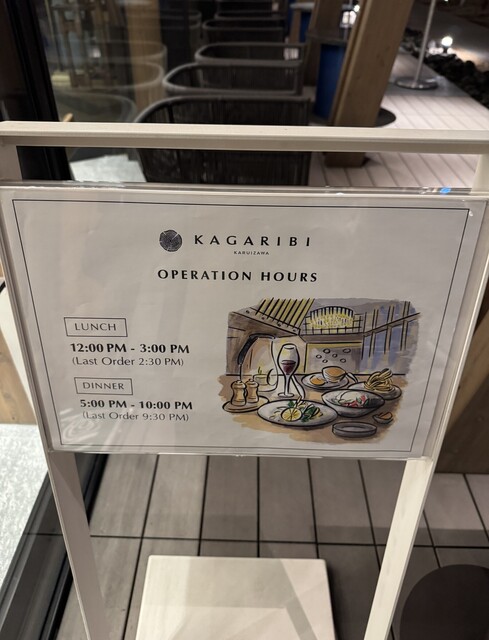 KAGARIBI
KARUIZAWA
OPERATION HOURS
LUNCH
12:00 PM - 3:00 PM
(Last Order 2:30 PM)
DINNER
5:00 PM - 10:00 PM
(Last Order 9:30 PM)